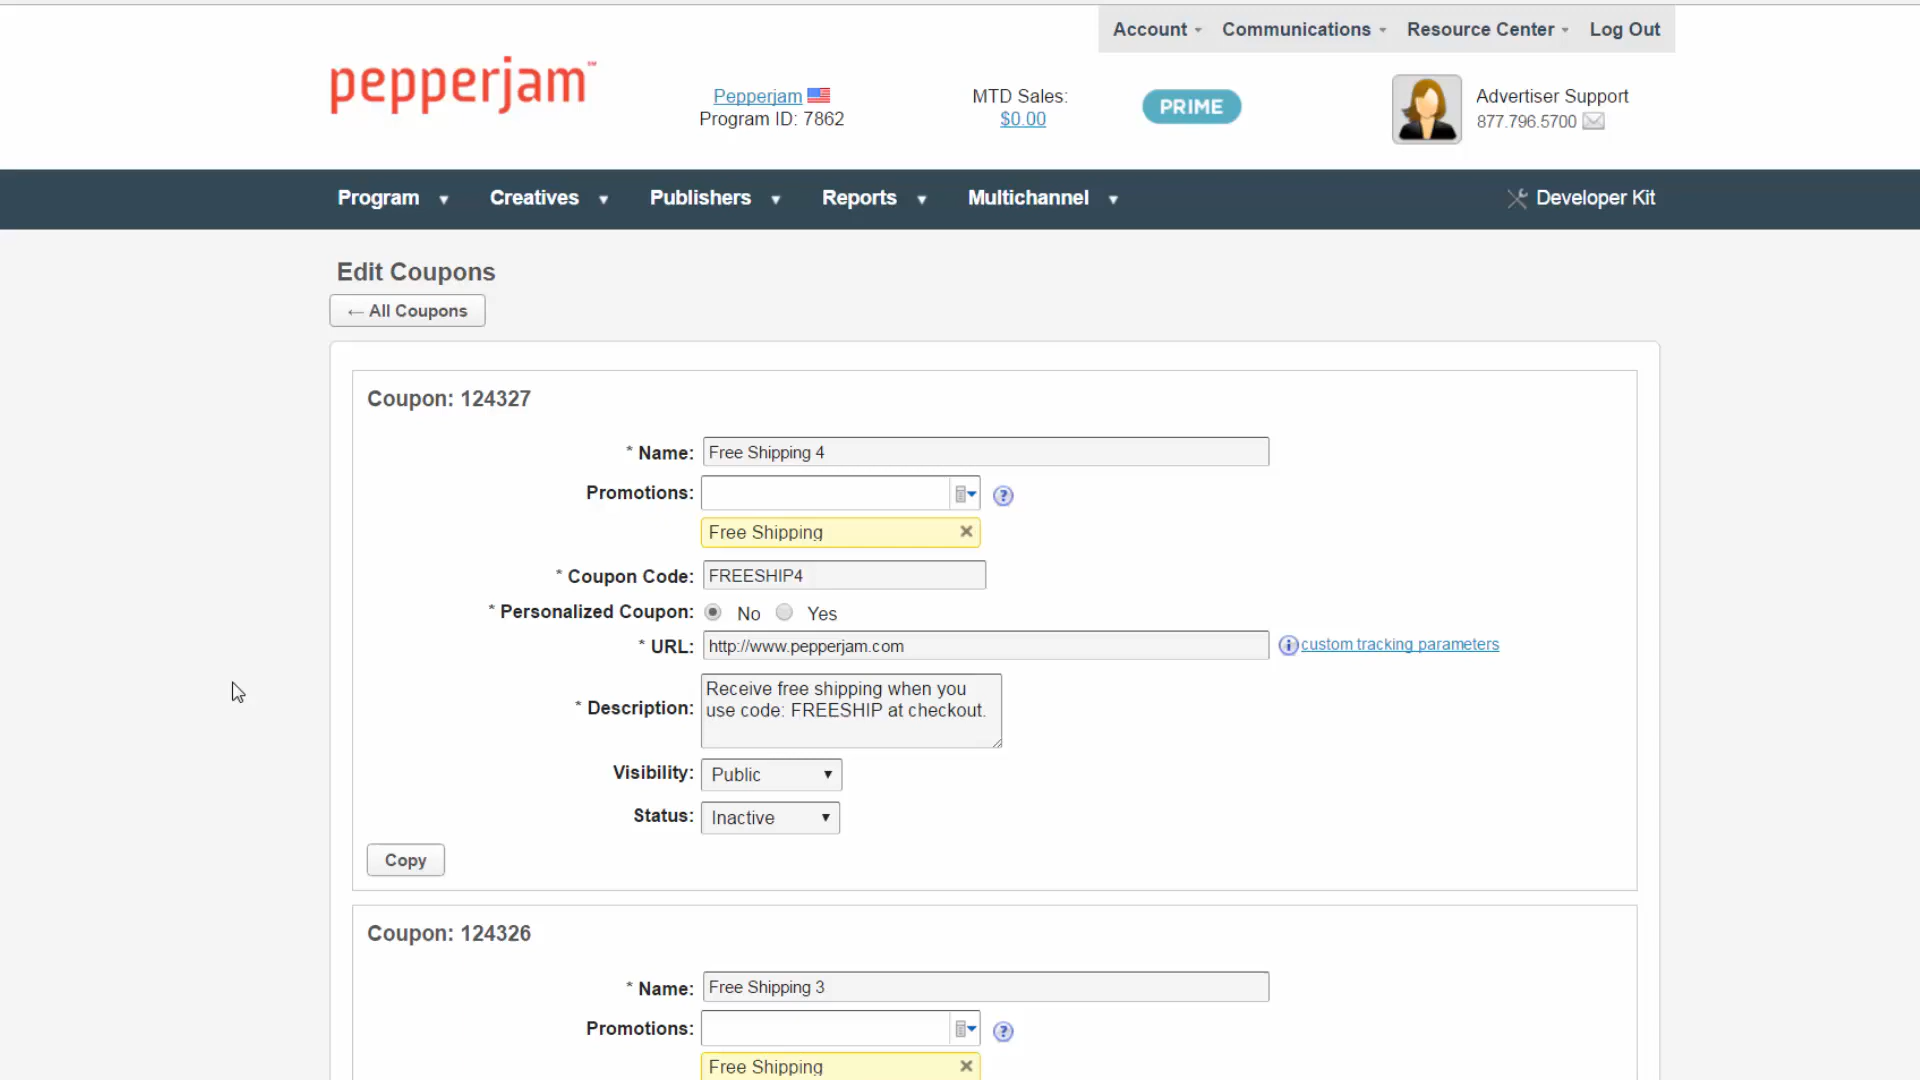 Account
Communications
Resource Center
Log Out
pepperjam™
Pepperjam
Program ID: 7862
MTD Sales:
$0.00
PRIME
Advertiser Support
877.796.5700
Program
Creatives
Publishers
Reports
Multichannel
Developer Kit
Edit Coupons
← All Coupons
Coupon: 124327
* Name: Free Shipping 4
Promotions:
Free Shipping
* Coupon Code: FREESHIP4
* Personalized Coupon: No Yes
* URL: http://www.pepperjam.com custom tracking parameters
* Description: Receive free shipping when you
use code: FREESHIP at checkout.
Visibility: Public
Status: Inactive
Copy
Coupon: 124326
* Name: Free Shipping 3
Promotions:
Free Shipping